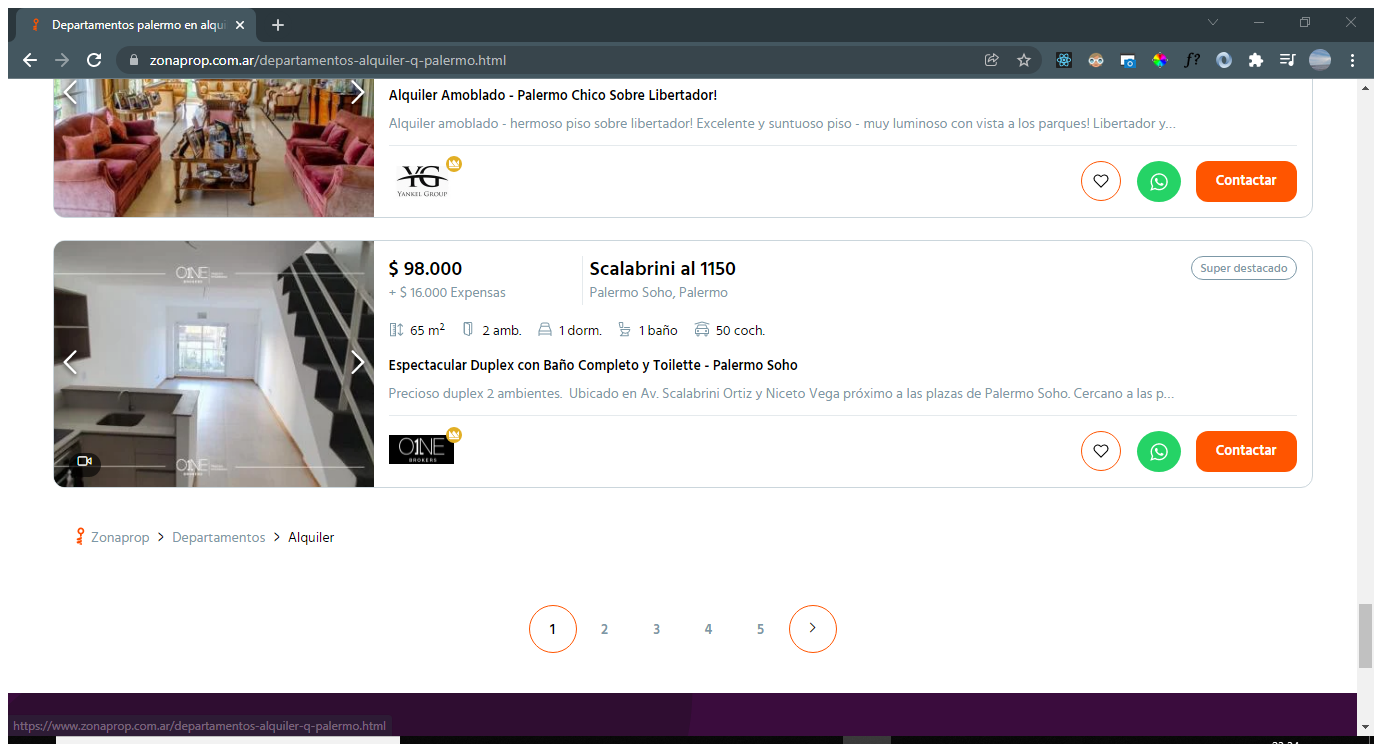 Departamentos palermo en alqui
zonaprop.com.ar/departamentos-alquiler-q-palermo.html
f?
Alquiler Amoblado - Palermo Chico Sobre Libertador!
Alquiler amoblado - hermoso piso sobre libertador! Excelente y suntuoso piso - muy luminoso con vista a los parques! Libertador y...
YG
YANKEL GROUP
Contactar
O1NE
BROKERS
$ 98.000
Scalabrini al 1150
Super destacado
+ $ 16.000 Expensas
Palermo Soho, Palermo
65 m² 2 amb. 1 dorm. 1 baño 50 coch.
Espectacular Duplex con Baño Completo y Toilette - Palermo Soho
Precioso duplex 2 ambientes. Ubicado en Av. Scalabrini Ortiz y Niceto Vega próximo a las plazas de Palermo Soho. Cercano a las p...
O1NE
BROKERS
Contactar
O1NE
BROKERS
Zonaprop > Departamentos > Alquiler
1 2 3 4 5 >
https://www.zonaprop.com.ar/departamentos-alquiler-q-palermo.html